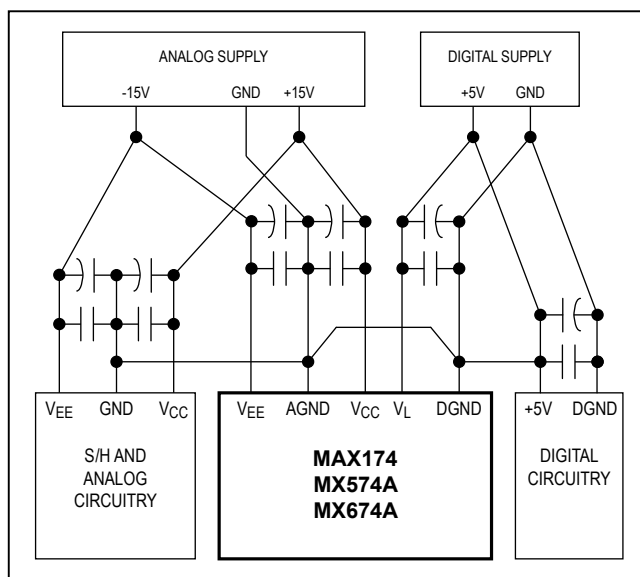 ANALOG SUPPLY
-15V GND +15V
DIGITAL SUPPLY
+5V GND
VEE GND VCC
S/H AND
ANALOG
CIRCUITRY
VEE AGND VCC VL DGND
MAX174
MX574A
MX674A
+5V DGND
DIGITAL
CIRCUITRY